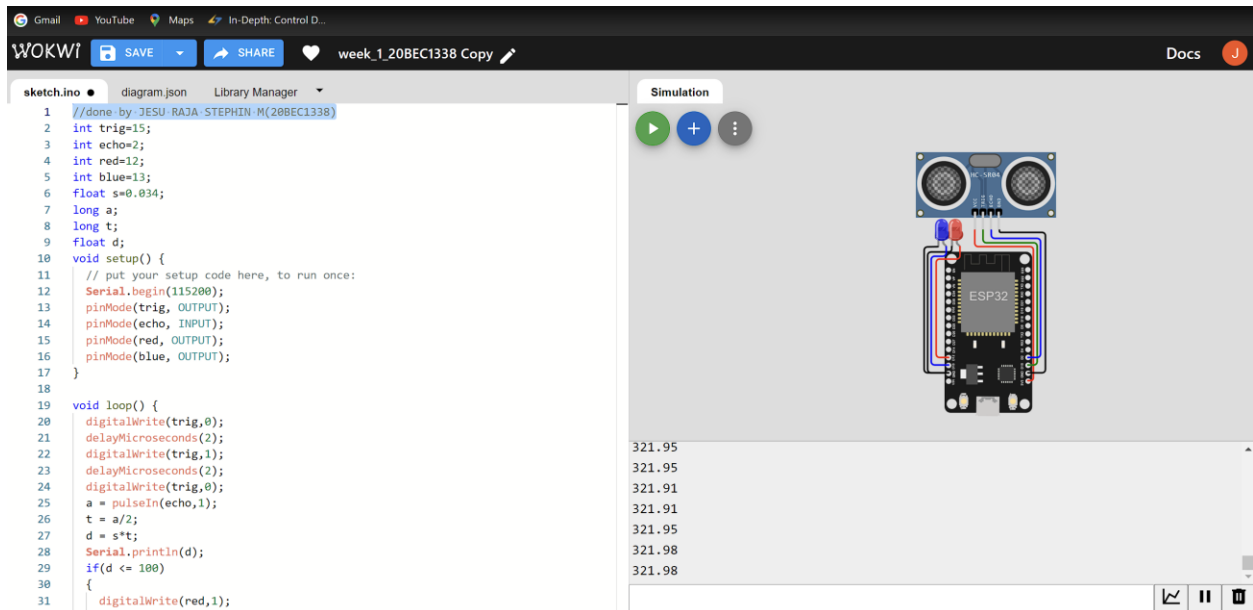 Gmail YouTube Maps In-Depth: Control D...
WOKWI SAVE SHARE week_1_20BEC1338 Copy Docs J
sketch.ino diagram.json Library Manager Simulation
1 //done by JESU RAJA STEPHIN M(20BEC1338)
2 int trig=15;
3 int echo=2;
4 int red=12;
5 int blue=13;
6 float s=0.034;
7 long a;
8 long t;
9 float d;
10 void setup() {
11 // put your setup code here, to run once:
12 Serial.begin(115200);
13 pinMode(trig, OUTPUT);
14 pinMode(echo, INPUT);
15 pinMode(red, OUTPUT);
16 pinMode(blue, OUTPUT);
17 }
18
19 void loop() {
20 digitalWrite(trig,0);
21 delayMicroseconds(2);
22 digitalWrite(trig,1);
23 delayMicroseconds(2);
24 digitalWrite(trig,0);
25 a = pulseIn(echo,1);
26 t = a/2;
27 d = s*t;
28 Serial.println(d);
29 if(d <= 100)
30 {
31 digitalWrite(red,1);
HC-SR04
ESP32
321.95
321.95
321.91
321.91
321.95
321.98
321.98